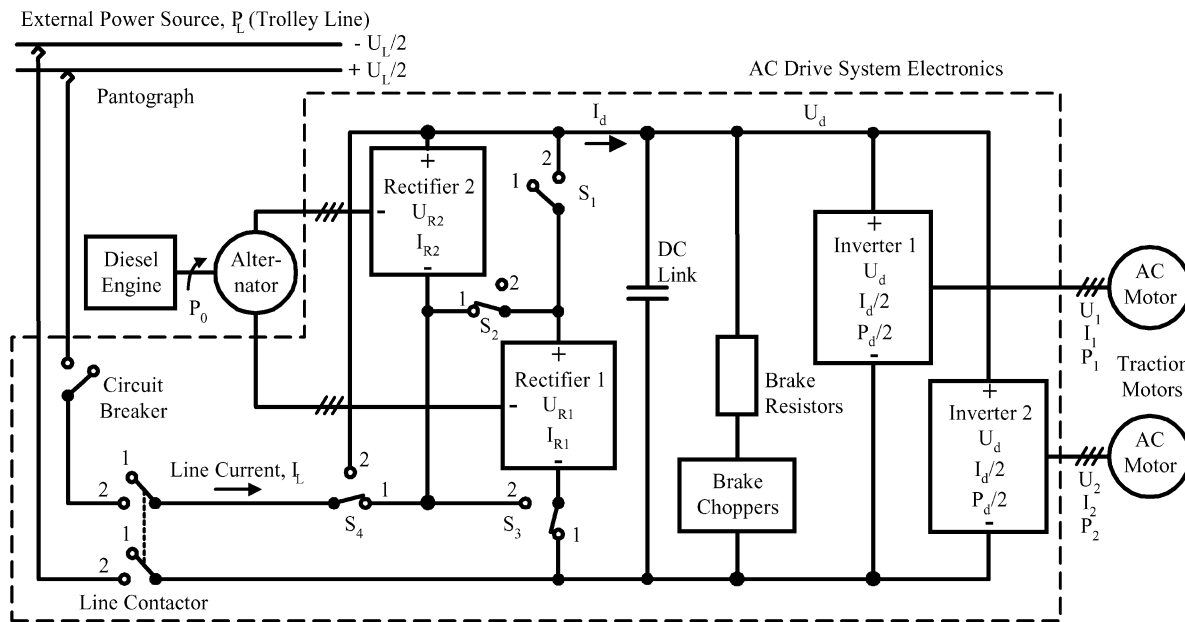 External Power Source, P_L (Trolley Line)
- U_L/2
+ U_L/2
Pantograph
AC Drive System Electronics
I_d
U_d
+
Rectifier 2
U_R2
I_R2
-
-
2
1
S_1
Diesel
Engine
P_0
Alter-
nator
DC
Link
+
Inverter 1
U_d
I_d/2
P_d/2
-
AC
Motor
U_1
I_1
P_1
2
1
S_2
+
Rectifier 1
U_R1
I_R1
-
-
Circuit
Breaker
Brake
Resistors
Traction
Motors
+
Inverter 2
U_d
I_d/2
P_d/2
-
AC
Motor
U_2
I_2
P_2
Line Current, I_L
1
2
2
1
S_4
2
S_3
1
Brake
Choppers
1
2
Line Contactor